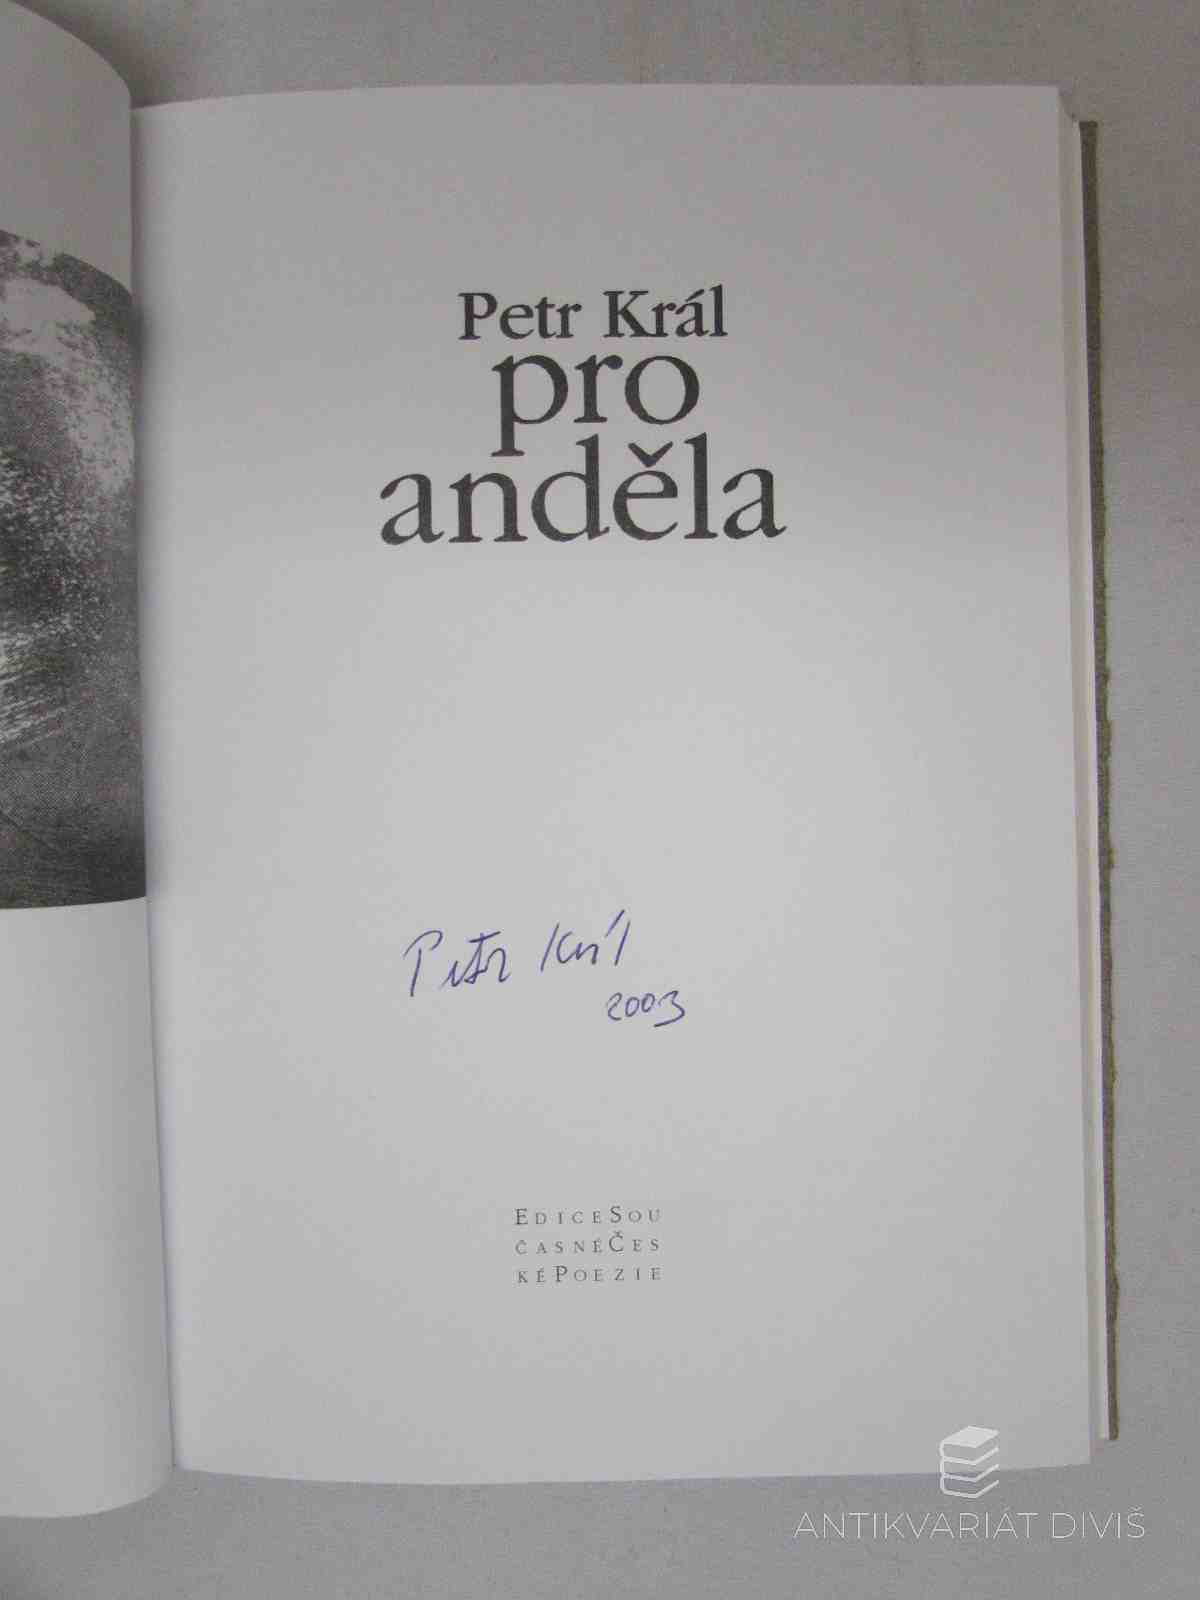 Petr Král
pro
anděla
Petr Král
2003
EDICESOU
ČASNÉČES
KÉPOEZIE
ANTIKVARIÁT DIVIŠ